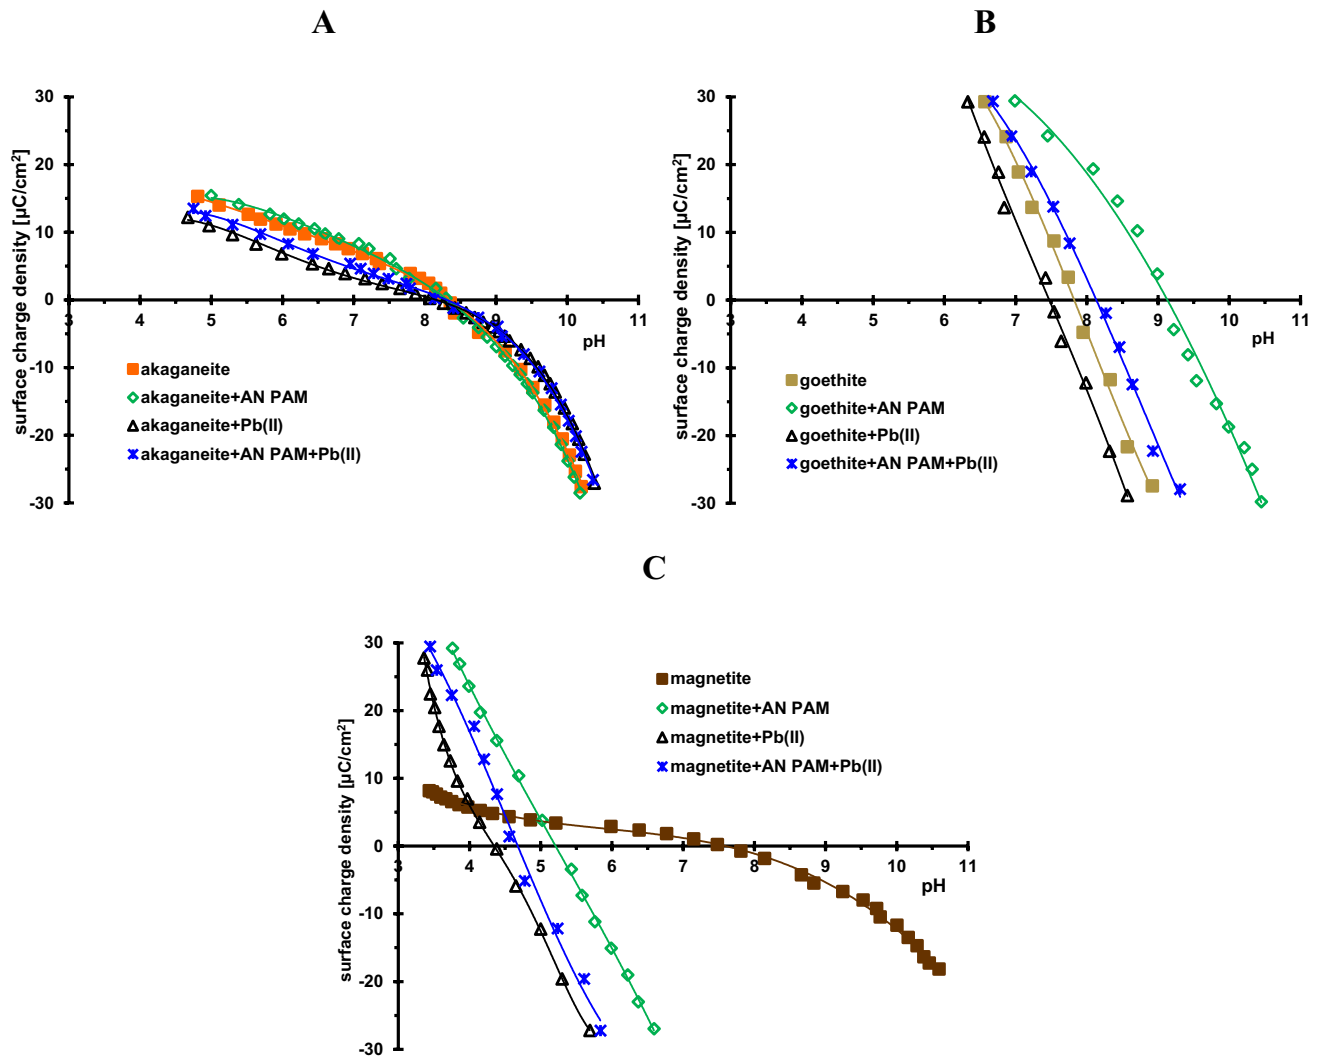 A
surface charge density [µC/cm²]
30
20
10
0
-10
-20
-30
3 4 5 6 7 8 9 10 11
pH
akaganeite
akaganeite+AN PAM
akaganeite+Pb(II)
akaganeite+AN PAM+Pb(II)
B
surface charge density [µC/cm²]
30
20
10
0
-10
-20
-30
3 4 5 6 7 8 9 10 11
pH
goethite
goethite+AN PAM
goethite+Pb(II)
goethite+AN PAM+Pb(II)
C
surface charge density [µC/cm²]
30
20
10
0
-10
-20
-30
3 4 5 6 7 8 9 10 11
pH
magnetite
magnetite+AN PAM
magnetite+Pb(II)
magnetite+AN PAM+Pb(II)